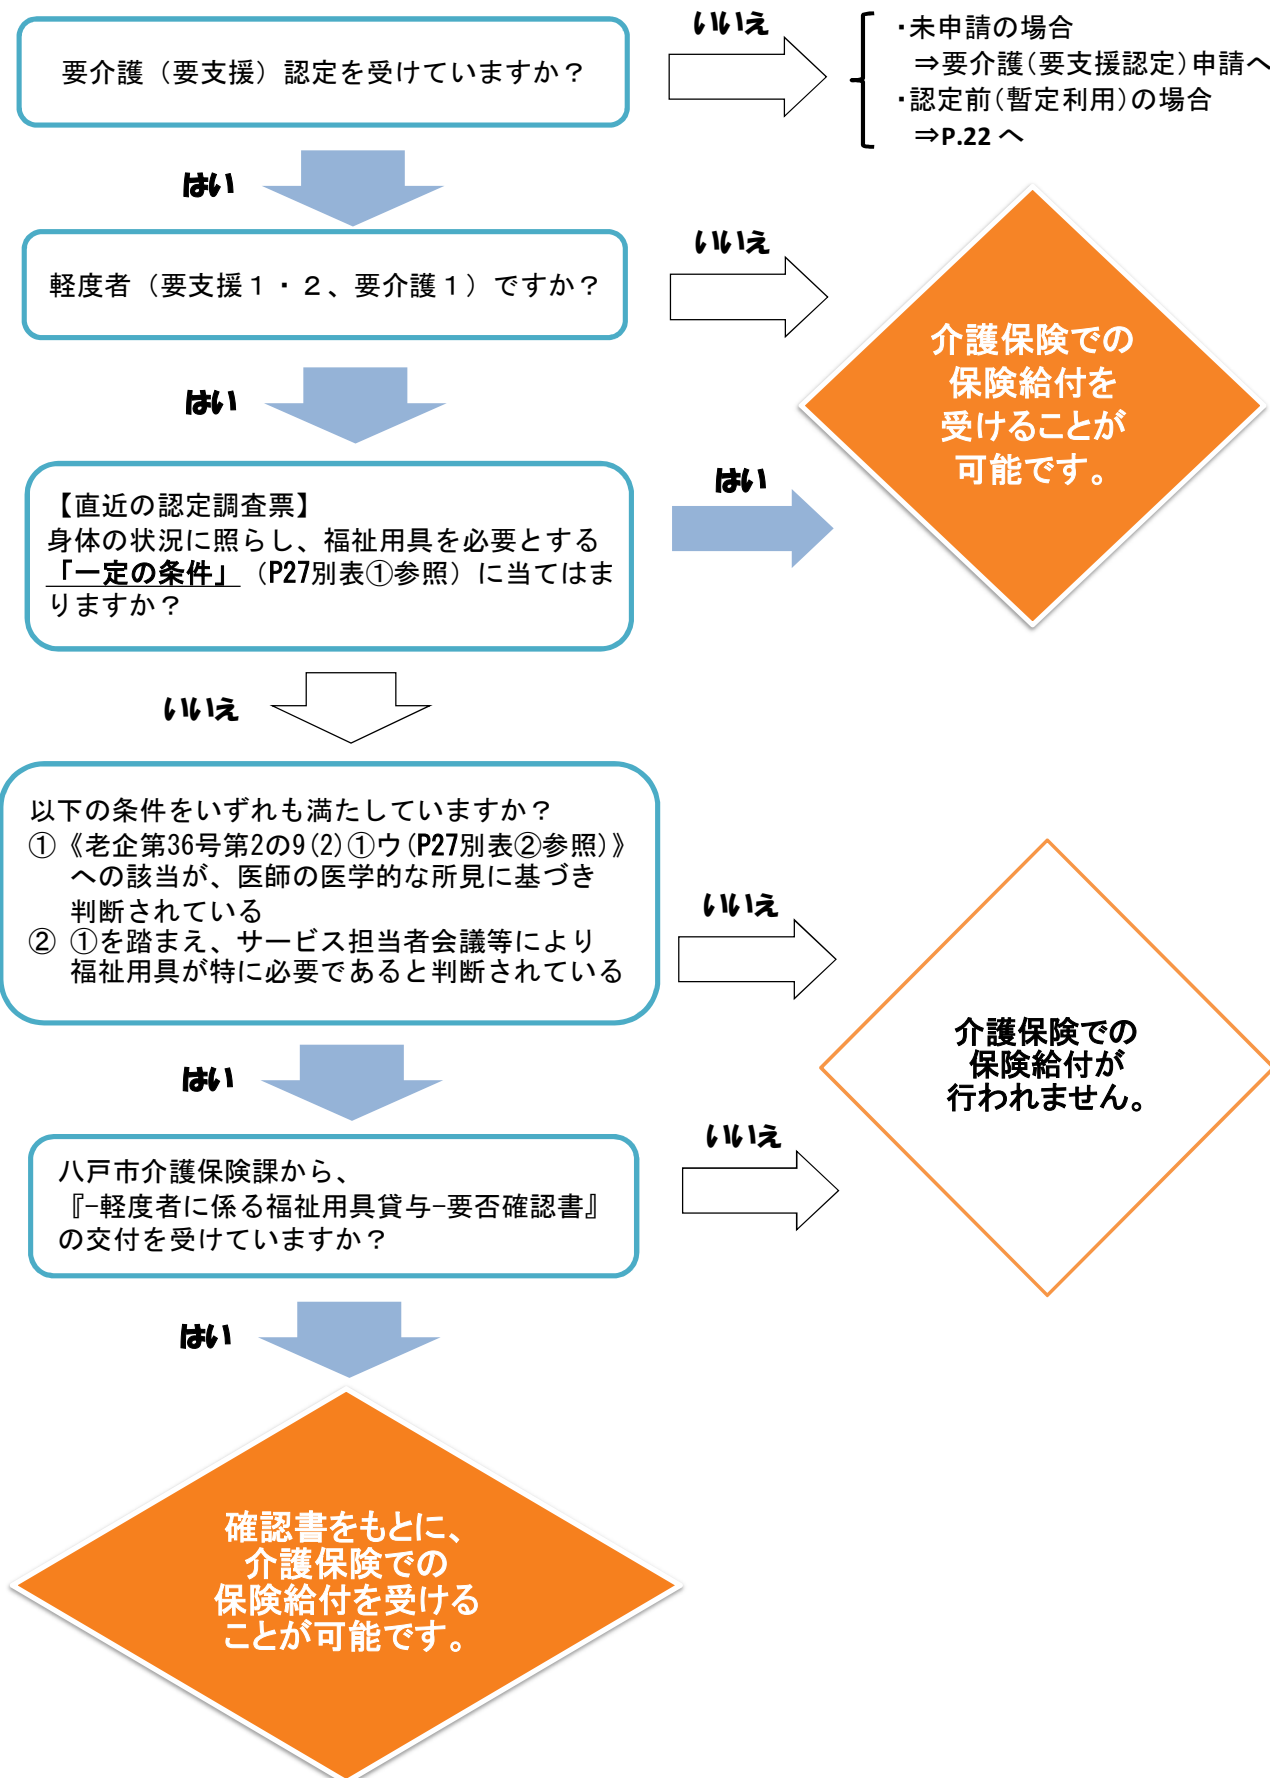 要介護（要支援）認定を受けていますか？
いいえ
・未申請の場合
⇒要介護(要支援認定)申請へ
・認定前(暫定利用)の場合
⇒P.22 へ
はい
軽度者（要支援１・２、要介護１）ですか？
いいえ
介護保険での
保険給付を
受けることが
可能です。
はい
【直近の認定調査票】
身体の状況に照らし、福祉用具を必要とする
「一定の条件」（P27別表①参照）に当てはま
りますか？
はい
いいえ
以下の条件をいずれも満たしていますか？
①《老企第36号第2の9(2)①ウ(P27別表②参照)》
への該当が、医師の医学的な所見に基づき
判断されている
② ①を踏まえ、サービス担当者会議等により
福祉用具が特に必要であると判断されている
いいえ
介護保険での
保険給付が
行われません。
はい
八戸市介護保険課から、
『-軽度者に係る福祉用具貸与-要否確認書』
の交付を受けていますか？
いいえ
はい
確認書をもとに、
介護保険での
保険給付を受ける
ことが可能です。